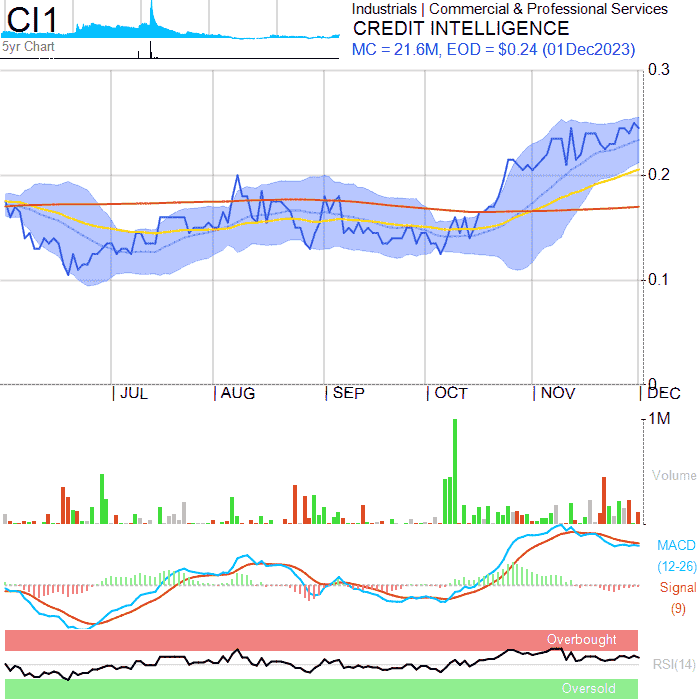 CI1
5yr Chart
Industrials | Commercial & Professional Services
CREDIT INTELLIGENCE
MC = 21.6M, EOD = $0.24 (01Dec2023)
0.3
0.2
0.1
0
JUL
AUG
SEP
OCT
NOV
DEC
1M
Volume
MACD
(12-26)
Signal
(9)
Overbought
RSI(14)
Oversold